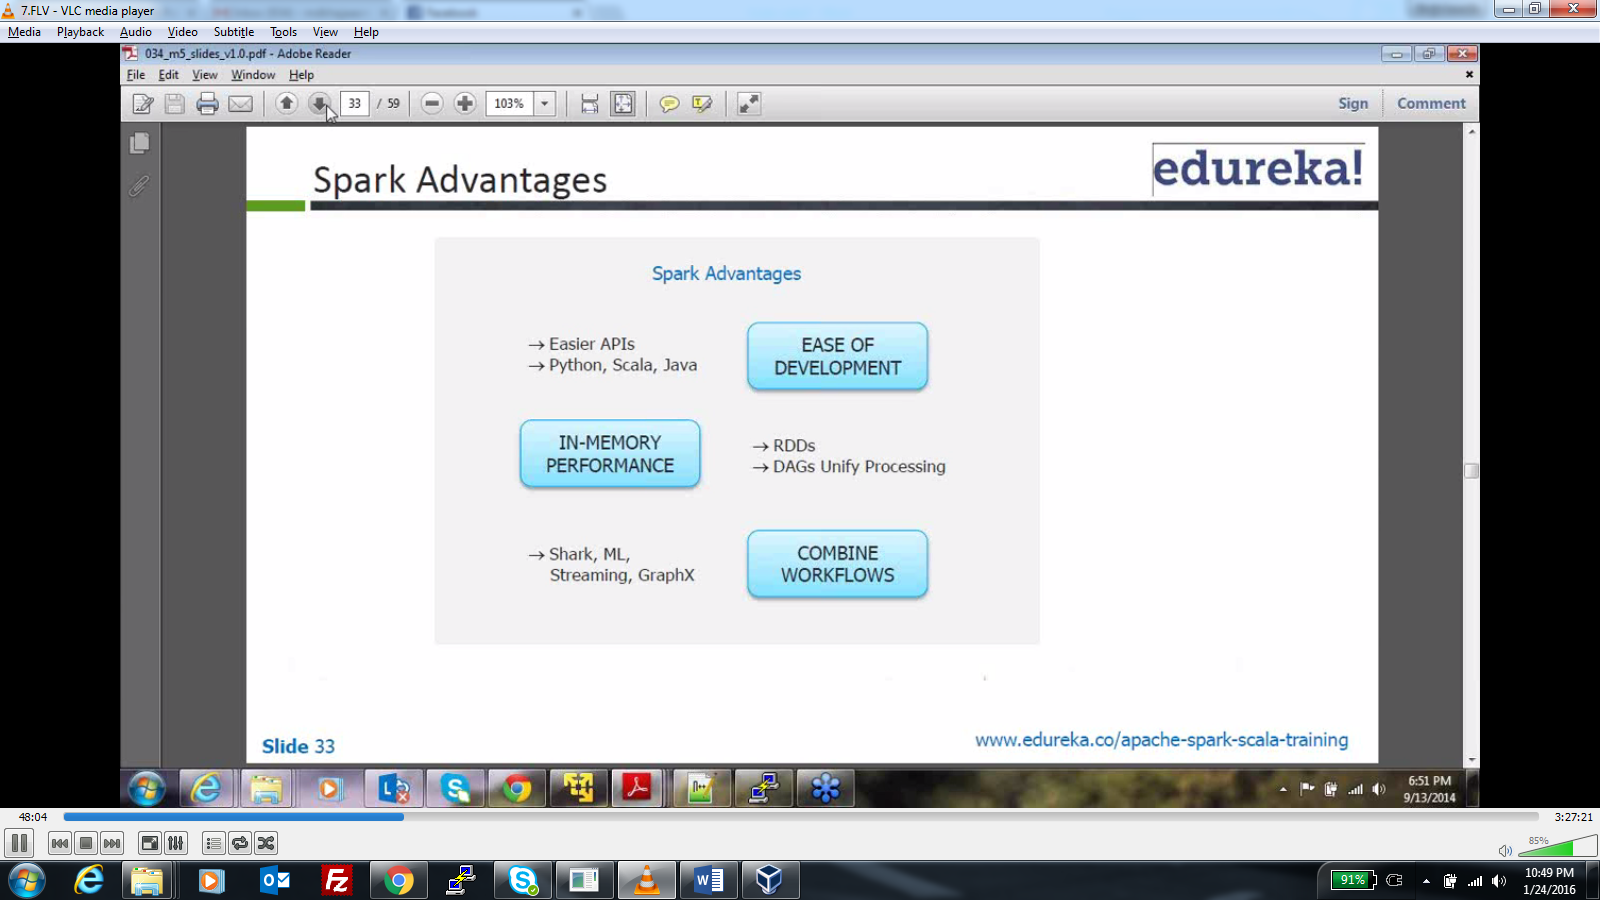 7.FLV - VLC media player
Media Playback Audio Video Subtitle Tools View Help
034_m5_slides_v1.0.pdf - Adobe Reader
File Edit View Window Help
33 / 59 103% Sign Comment
Spark Advantages
edureka!
Spark Advantages
→ Easier APIs
→ Python, Scala, Java
EASE OF
DEVELOPMENT
IN-MEMORY
PERFORMANCE
→ RDDs
→ DAGs Unify Processing
→ Shark, ML,
Streaming, GraphX
COMBINE
WORKFLOWS
Slide 33
www.edureka.co/apache-spark-scala-training
6:51 PM
9/13/2014
48:04
3:27:21
85%
91%
10:49 PM
1/24/2016